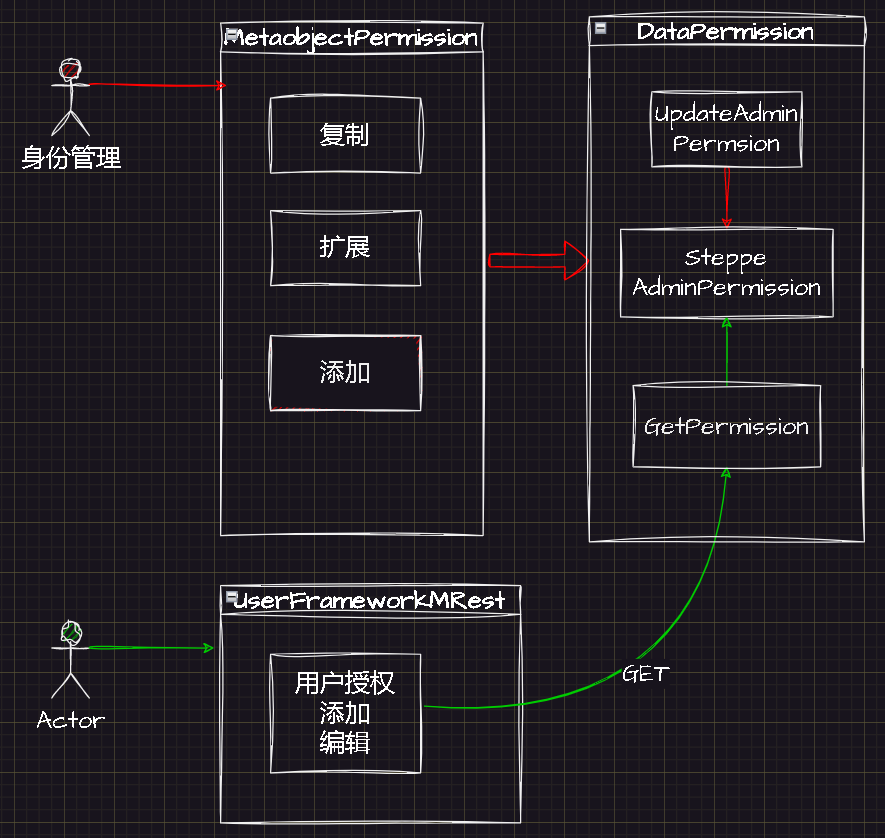 MetaobjectPermission
复制
扩展
添加
身份管理
DataPermission
UpdateAdmin
Permsion
Steppe
AdminPermission
GetPermission
UserFrameworkMRest
用户授权
添加
编辑
Actor
GET